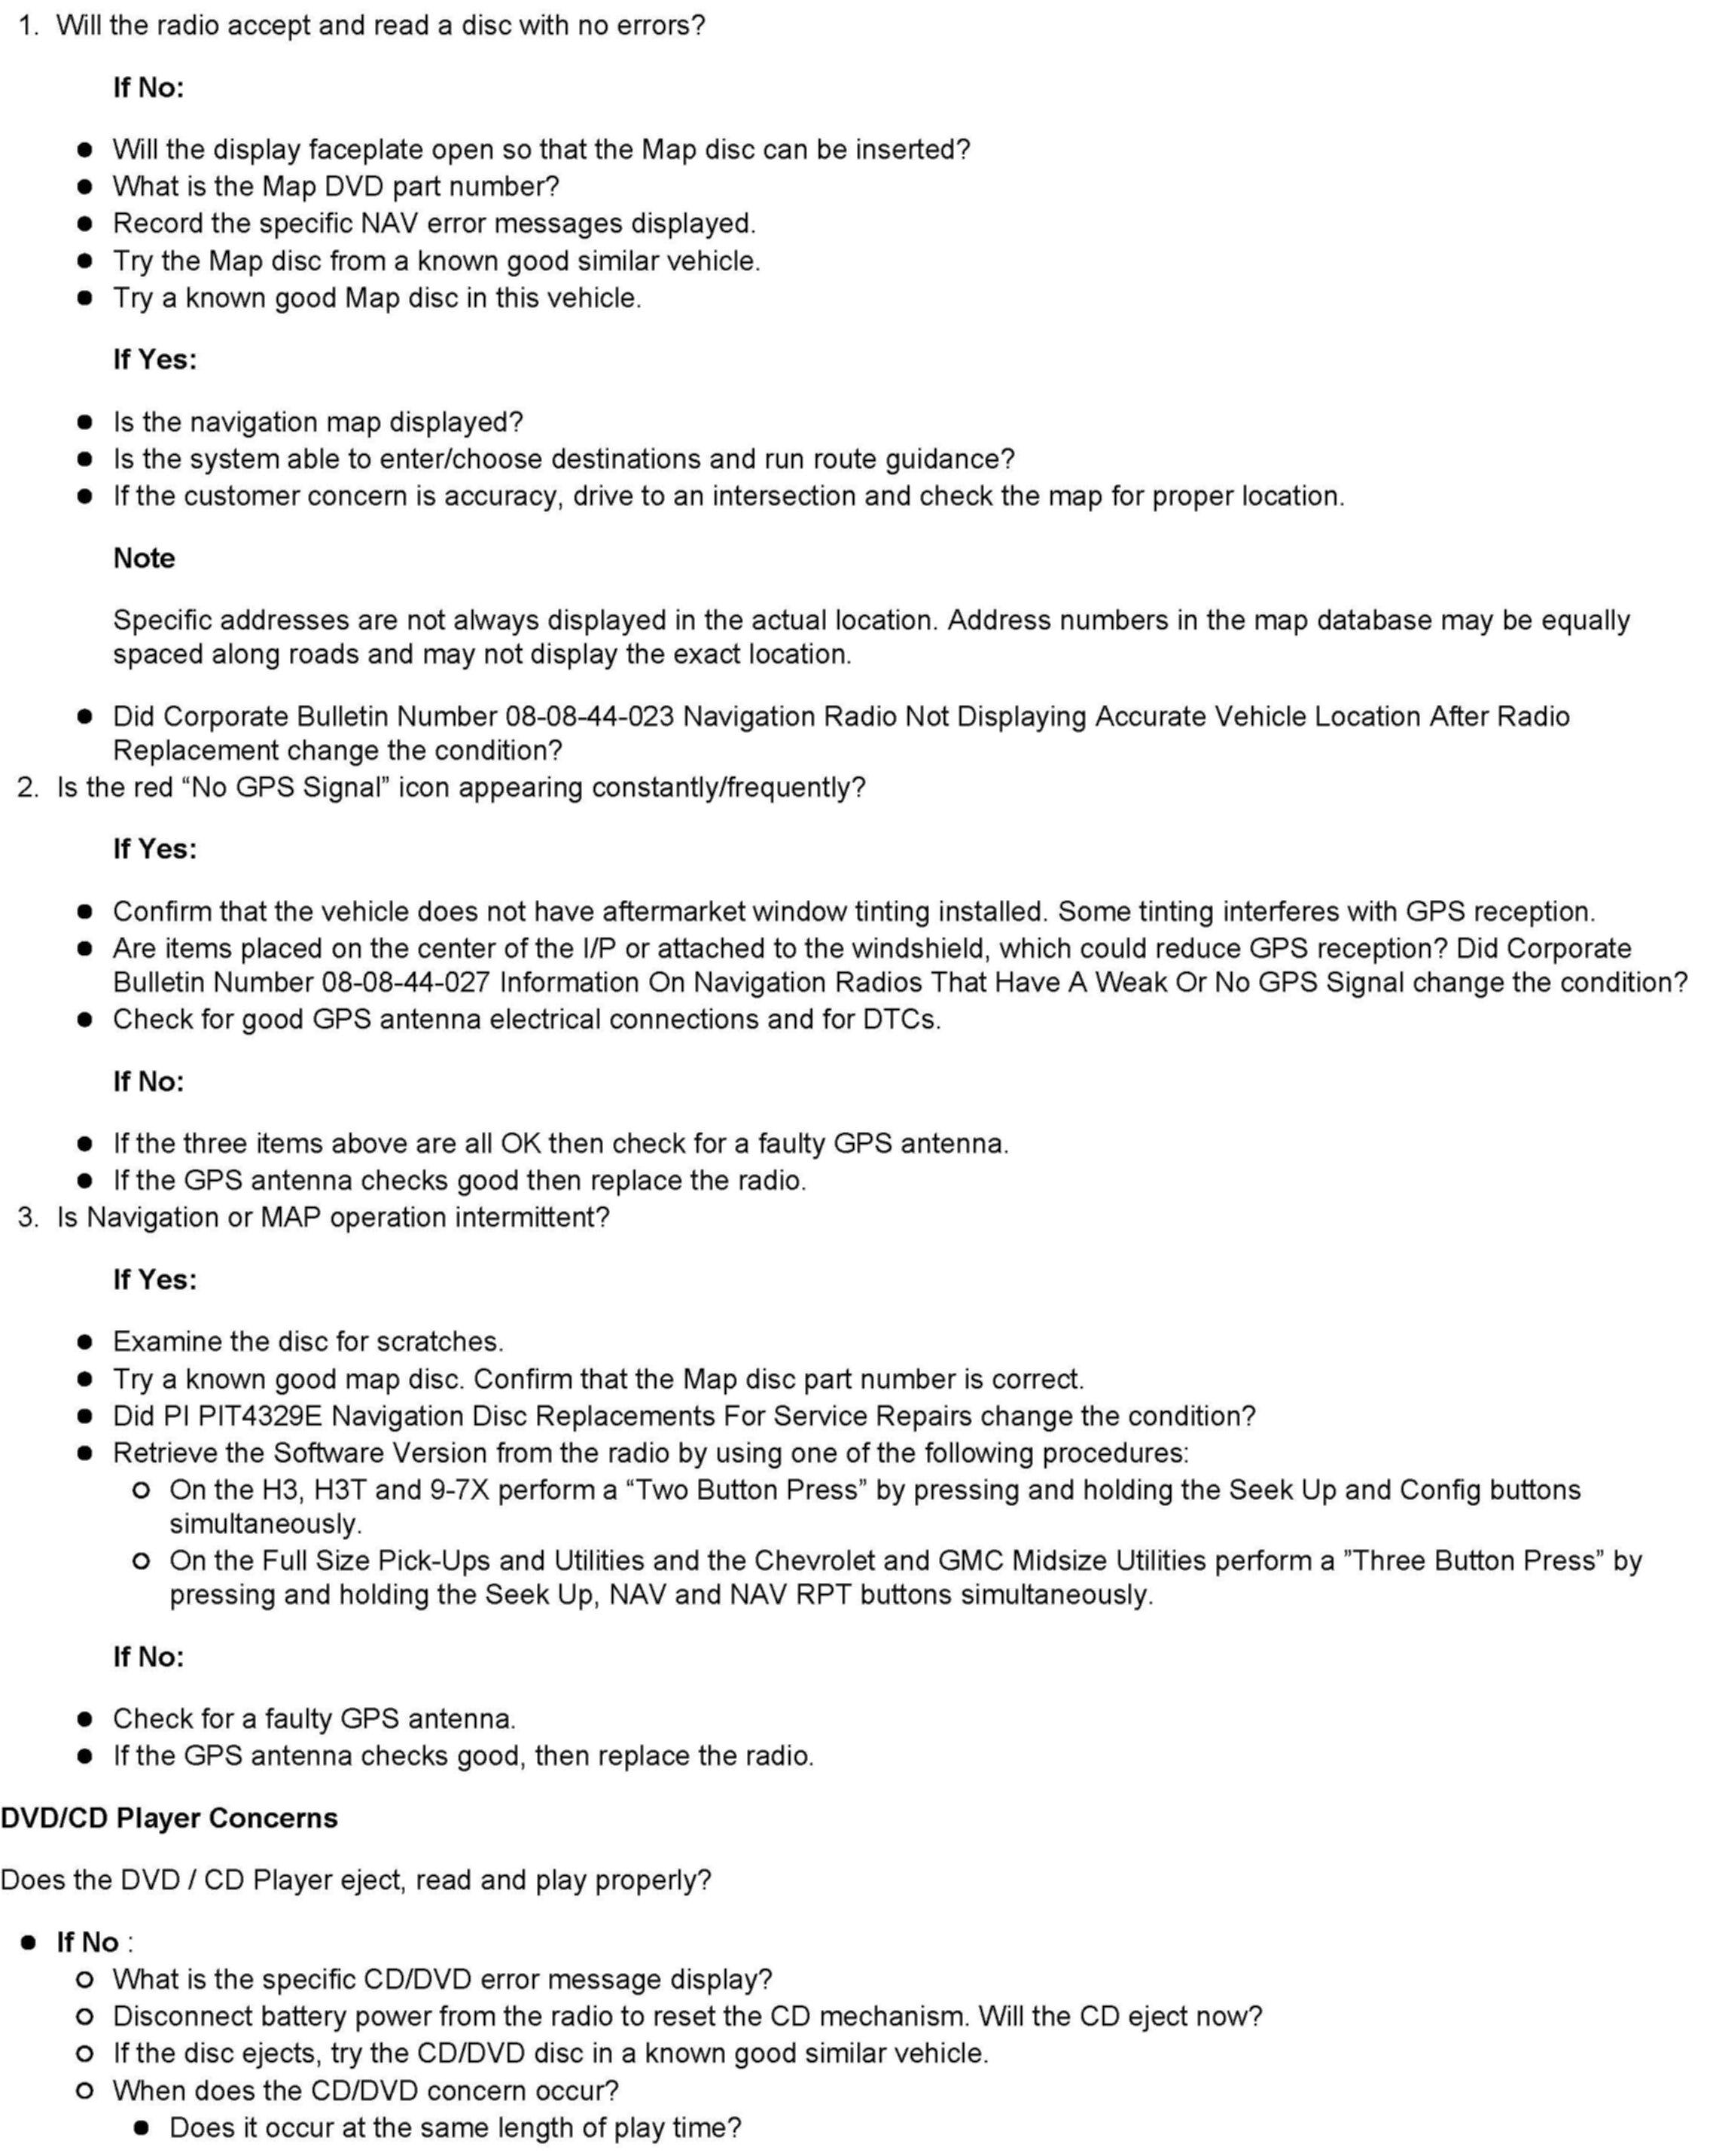 1. Will the radio accept and read a disc with no errors?
If No:
● Will the display faceplate open so that the Map disc can be inserted?
● What is the Map DVD part number?
● Record the specific NAV error messages displayed.
● Try the Map disc from a known good similar vehicle.
● Try a known good Map disc in this vehicle.
If Yes:
● Is the navigation map displayed?
● Is the system able to enter/choose destinations and run route guidance?
● If the customer concern is accuracy, drive to an intersection and check the map for proper location.
Note
Specific addresses are not always displayed in the actual location. Address numbers in the map database may be equally
spaced along roads and may not display the exact location.
● Did Corporate Bulletin Number 08-08-44-023 Navigation Radio Not Displaying Accurate Vehicle Location After Radio
Replacement change the condition?
2. Is the red “No GPS Signal” icon appearing constantly/frequently?
If Yes:
● Confirm that the vehicle does not have aftermarket window tinting installed. Some tinting interferes with GPS reception.
● Are items placed on the center of the I/P or attached to the windshield, which could reduce GPS reception? Did Corporate
Bulletin Number 08-08-44-027 Information On Navigation Radios That Have A Weak Or No GPS Signal change the condition?
● Check for good GPS antenna electrical connections and for DTCs.
If No:
● If the three items above are all OK then check for a faulty GPS antenna.
● If the GPS antenna checks good then replace the radio.
3. Is Navigation or MAP operation intermittent?
If Yes:
● Examine the disc for scratches.
● Try a known good map disc. Confirm that the Map disc part number is correct.
● Did PI PIT4329E Navigation Disc Replacements For Service Repairs change the condition?
● Retrieve the Software Version from the radio by using one of the following procedures:
○ On the H3, H3T and 9-7X perform a “Two Button Press” by pressing and holding the Seek Up and Config buttons
simultaneously.
○ On the Full Size Pick-Ups and Utilities and the Chevrolet and GMC Midsize Utilities perform a ”Three Button Press” by
pressing and holding the Seek Up, NAV and NAV RPT buttons simultaneously.
If No:
● Check for a faulty GPS antenna.
● If the GPS antenna checks good, then replace the radio.
DVD/CD Player Concerns
Does the DVD / CD Player eject, read and play properly?
● If No :
○ What is the specific CD/DVD error message display?
○ Disconnect battery power from the radio to reset the CD mechanism. Will the CD eject now?
○ If the disc ejects, try the CD/DVD disc in a known good similar vehicle.
○ When does the CD/DVD concern occur?
● Does it occur at the same length of play time?